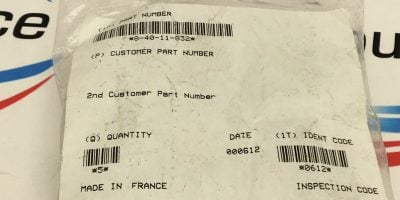 PART NUMBER
*8-40-11-832*
(P) CUSTOMER PART NUMBER
2nd Customer Part Number
(Q) QUANTITY
DATE
(1T) IDENT CODE
000612
*5*
*0612*
MADE IN FRANCE
INSPECTION CODE